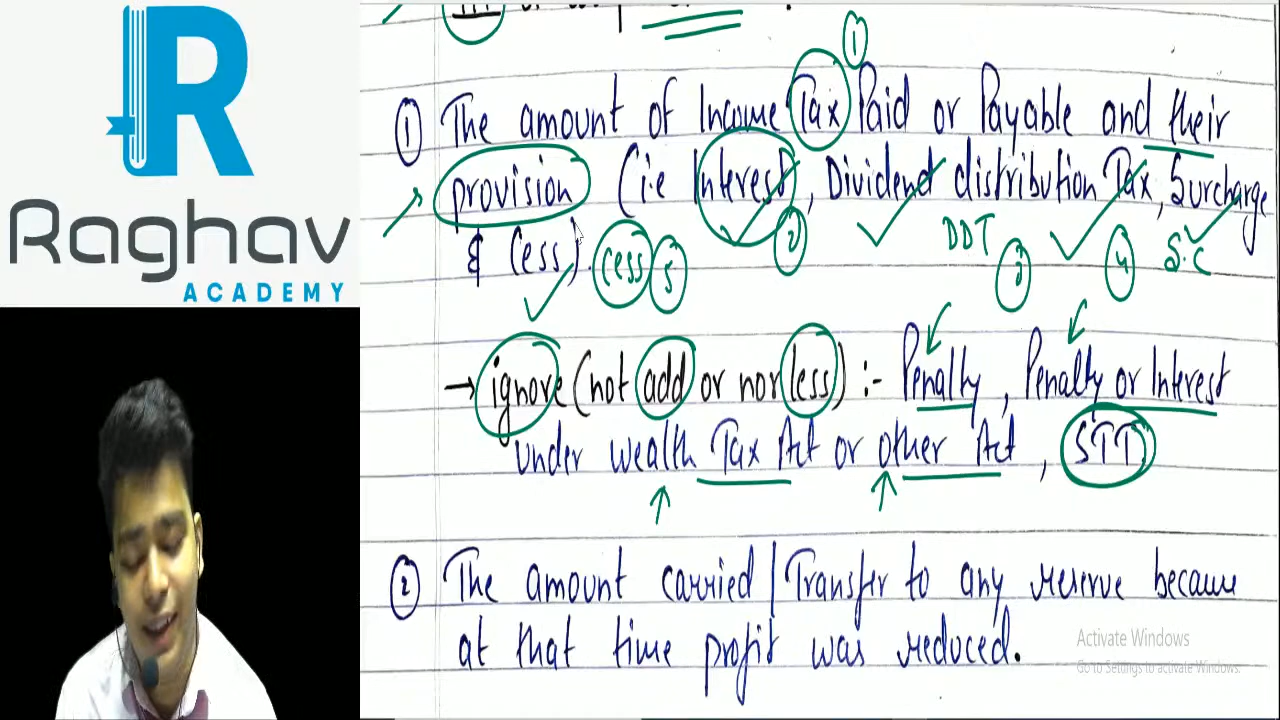 Raghav
ACADEMY
①
① The amount of Income Tax Paid or Payable and their
provision (i.e Interest, Dividend distribution Tax, Surcharge
& Cess). Cess 5 ② DDT ③ ④ S.C
→ ignore (not add or nor less) :- Penalty, Penalty or Interest
under wealth Tax Act or other Act, STT
② The amount carried / Transfer to any reserve because
at that time profit was reduced.
Activate Windows
Go to Settings to activate Windows.